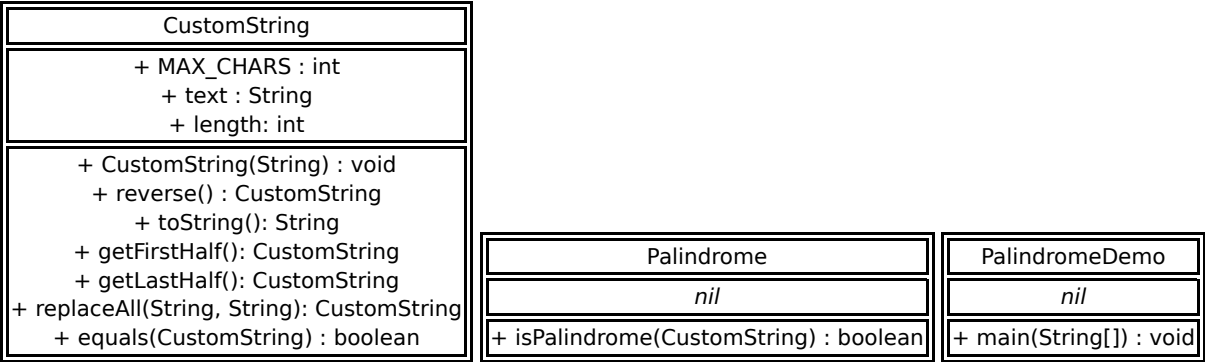 CustomString
+ MAX_CHARS : int
+ text : String
+ length: int
+ CustomString(String) : void
+ reverse() : CustomString
+ toString(): String
+ getFirstHalf(): CustomString
+ getLastHalf(): CustomString
+ replaceAll(String, String): CustomString
+ equals(CustomString) : boolean
Palindrome
nil
+ isPalindrome(CustomString) : boolean
PalindromeDemo
nil
+ main(String[]) : void